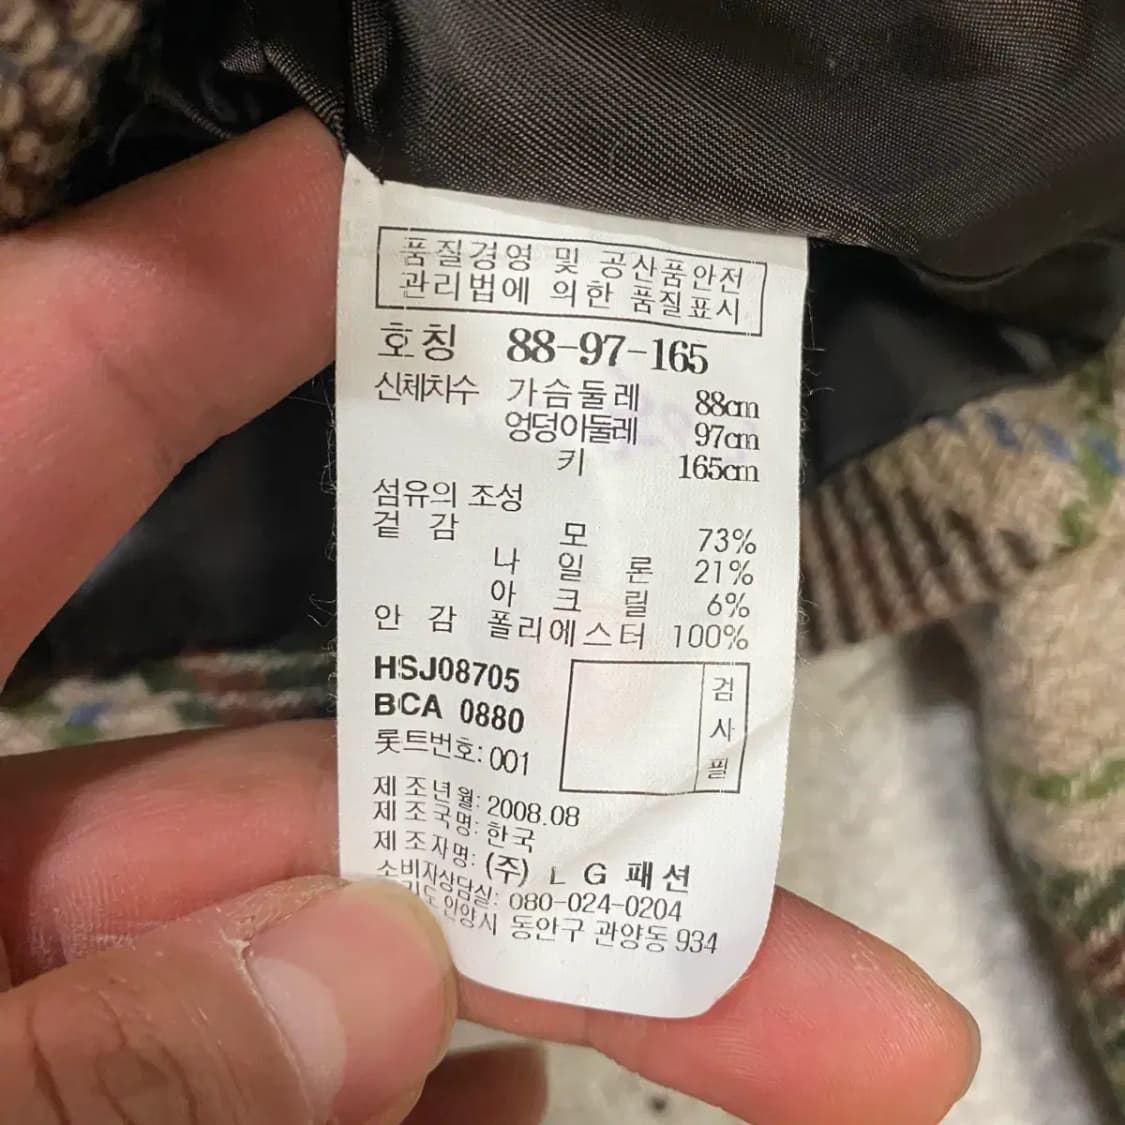 품질경영 및 공산품안전
관리법에 의한 품질표시
호칭 88-97-165
신체차수 가슴둘레 88cm
엉덩아둘레 97cm
키 165cm
섬유의 조성
겉 감 모 73%
나 일 론 21%
아 크 릴 6%
안 감 폴리에스터 100%
HSJ08705
BCA 0880
롯트번호: 001
검
사
필
제 조년월: 2008.08
제 조국명: 한국
제 조자명: (주) L G 패션
소비자상담실: 080-024-0204
안양시 동안구 관양동 934